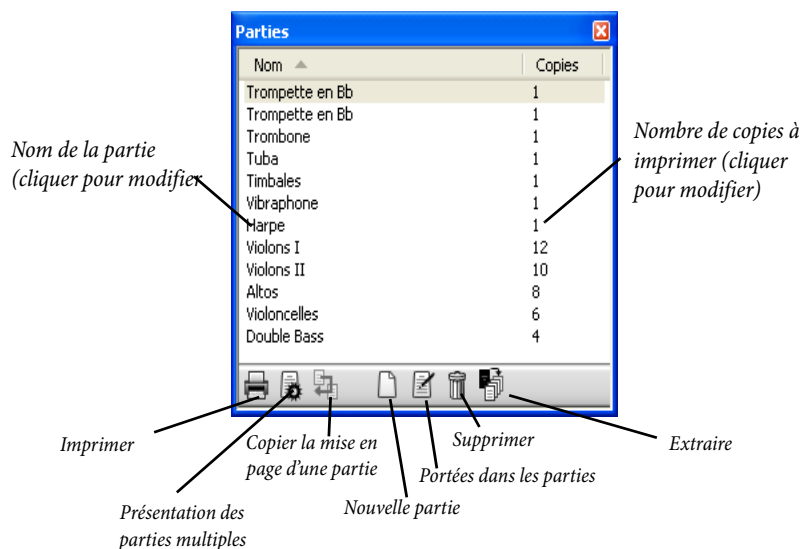 Parties
Nom Copies
Trompette en Bb 1
Trompette en Bb 1
Trombone 1
Tuba 1
Timbales 1
Vibraphone 1
Harpe 1
Violons I 12
Violons II 10
Altos 8
Violoncelles 6
Double Bass 4
Nom de la partie
(cliquer pour modifier
Nombre de copies à
imprimer (cliquer
pour modifier)
Imprimer
Présentation des
parties multiples
Copier la mise en
page d'une partie
Nouvelle partie
Portées dans les parties
Supprimer
Extraire